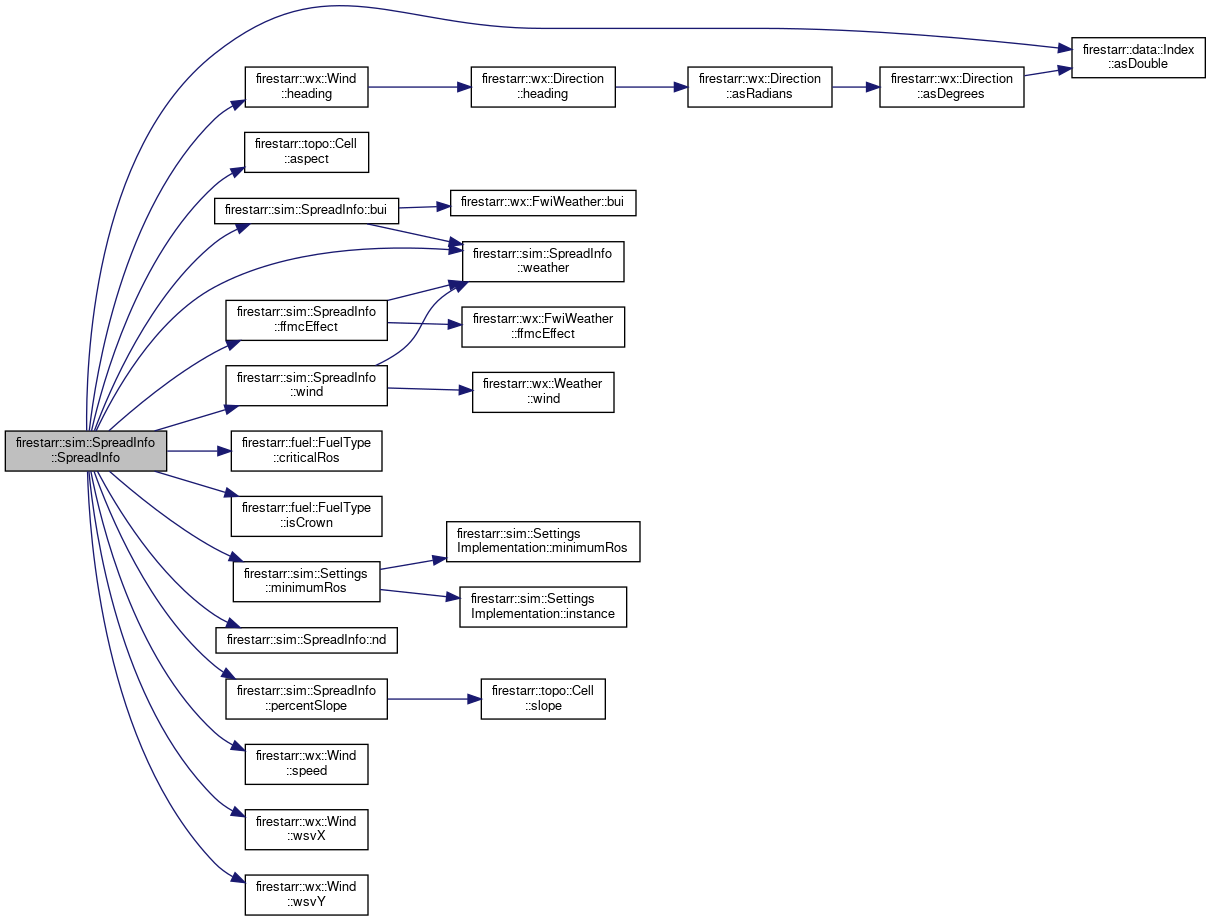 firestarr::data::Index
::asDouble
firestarr::wx::Wind
::heading
firestarr::wx::Direction
::heading
firestarr::wx::Direction
::asRadians
firestarr::wx::Direction
::asDegrees
firestarr::topo::Cell
::aspect
firestarr::sim::SpreadInfo::bui
firestarr::wx::FwiWeather::bui
firestarr::sim::SpreadInfo
::weather
firestarr::sim::SpreadInfo
::ffmcEffect
firestarr::wx::FwiWeather
::ffmcEffect
firestarr::sim::SpreadInfo
::wind
firestarr::wx::Weather
::wind
firestarr::sim::SpreadInfo
::SpreadInfo
firestarr::fuel::FuelType
::criticalRos
firestarr::fuel::FuelType
::isCrown
firestarr::sim::Settings
::minimumRos
firestarr::sim::Settings
Implementation::minimumRos
firestarr::sim::Settings
Implementation::instance
firestarr::sim::SpreadInfo::nd
firestarr::sim::SpreadInfo
::percentSlope
firestarr::topo::Cell
::slope
firestarr::wx::Wind
::speed
firestarr::wx::Wind
::wsvX
firestarr::wx::Wind
::wsvY